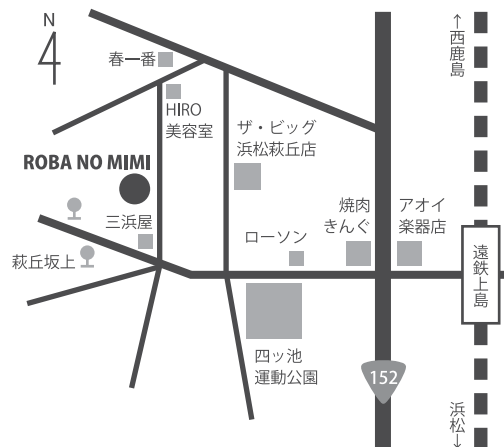 N
春一番
HIRO
美容室
ROBA NO MIMI
ザ・ビッグ
浜松萩丘店
三浜屋
萩丘坂上
ローソン
焼肉
きんぐ
アオイ
楽器店
四ッ池
運動公園
152
↑西鹿島
遠鉄上島
浜松↓